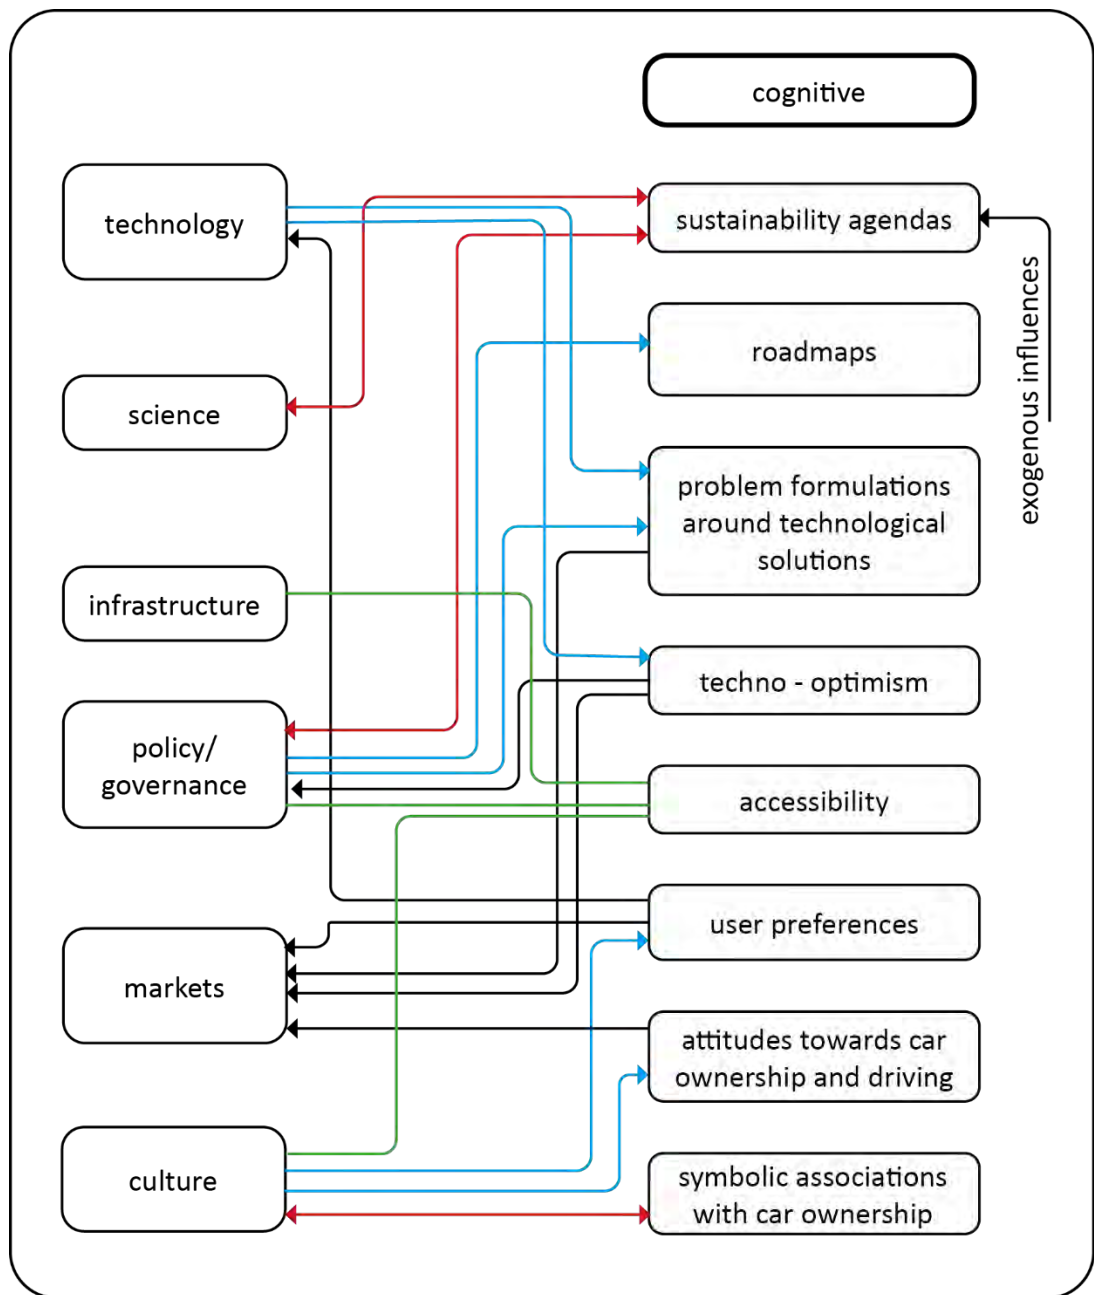 cognitive
technology
sustainability agendas
exogenous influences
roadmaps
science
problem formulations
around technological
solutions
infrastructure
techno - optimism
policy/
governance
accessibility
user preferences
markets
attitudes towards car
ownership and driving
culture
symbolic associations
with car ownership